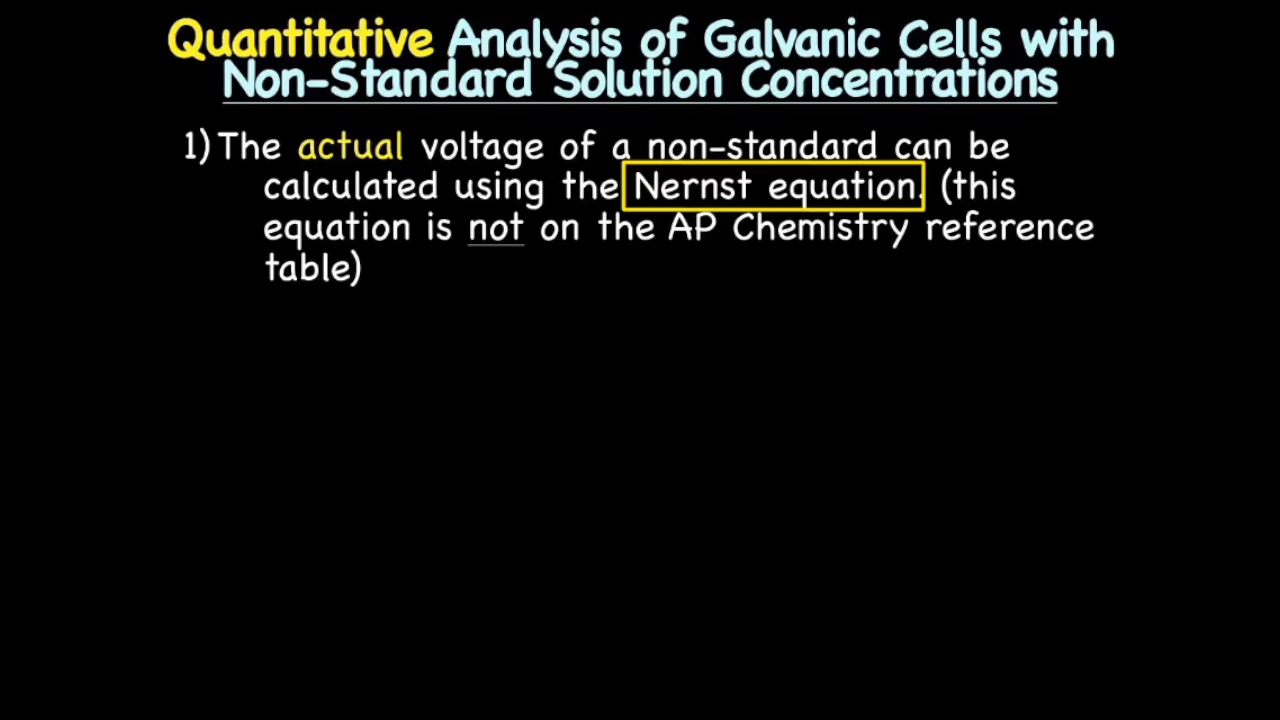 Quantitative Analysis of Galvanic Cells with
Non-Standard Solution Concentrations
1) The actual voltage of a non-standard can be
calculated using the Nernst equation. (this
equation is not on the AP Chemistry reference
table)